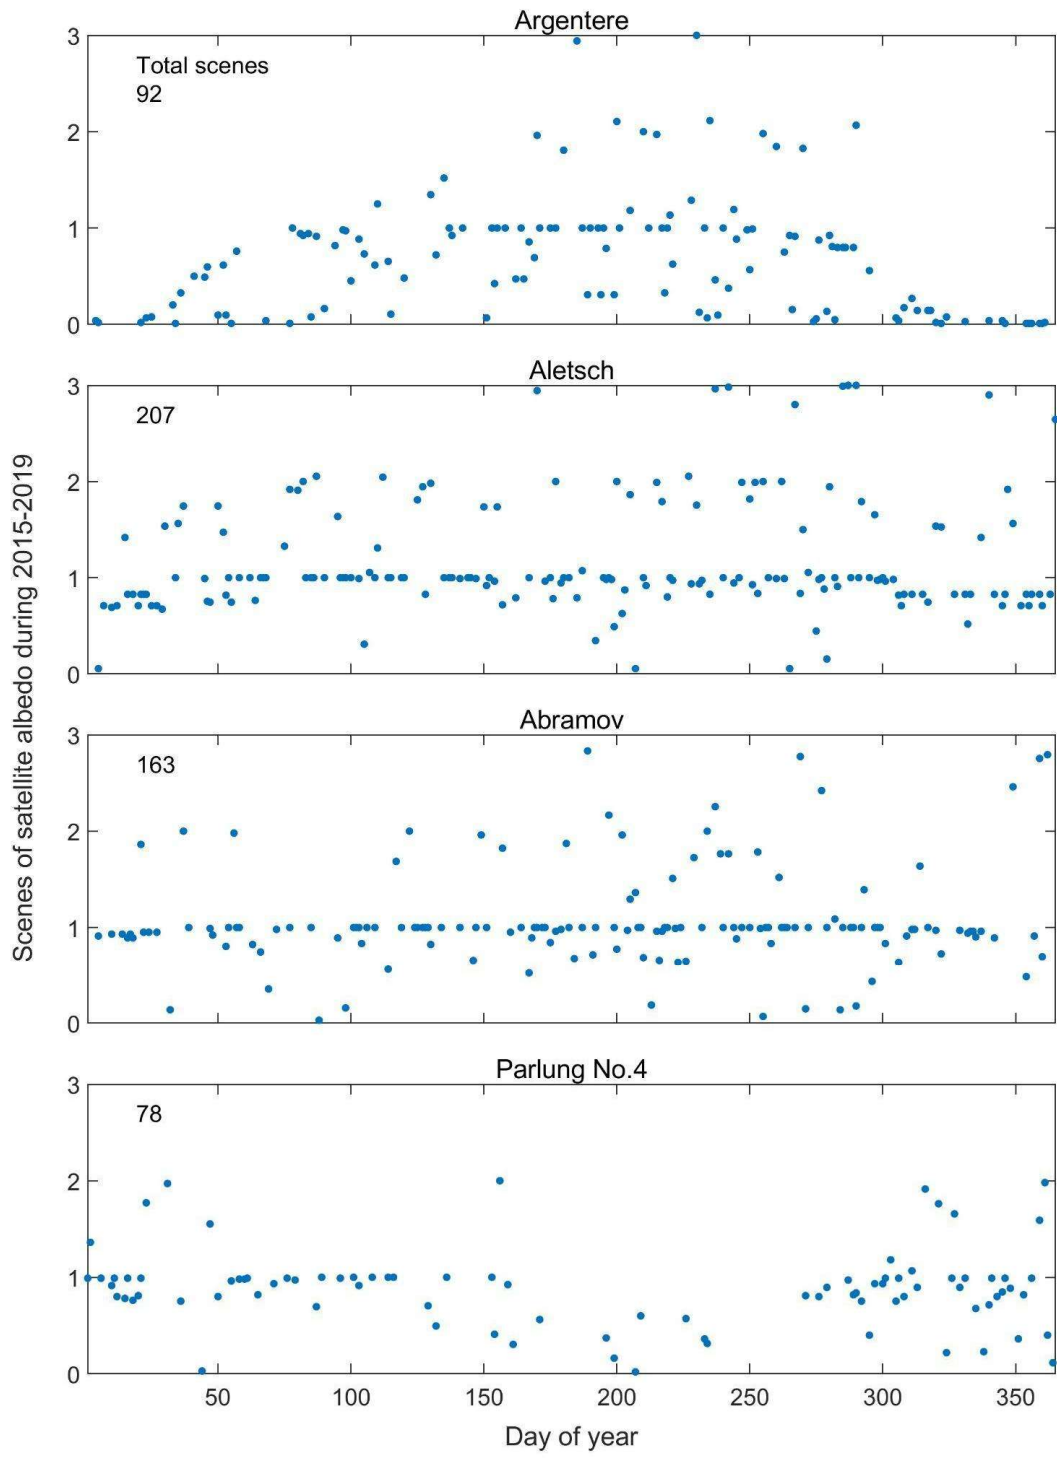 Argentere
3
Total scenes
92
2
1
0
Aletsch
3
207
2
1
0
Scenes of satellite albedo during 2015-2019
Abramov
3
163
2
1
0
Parlung No.4
3
78
2
1
0
50 100 150 200 250 300 350
Day of year